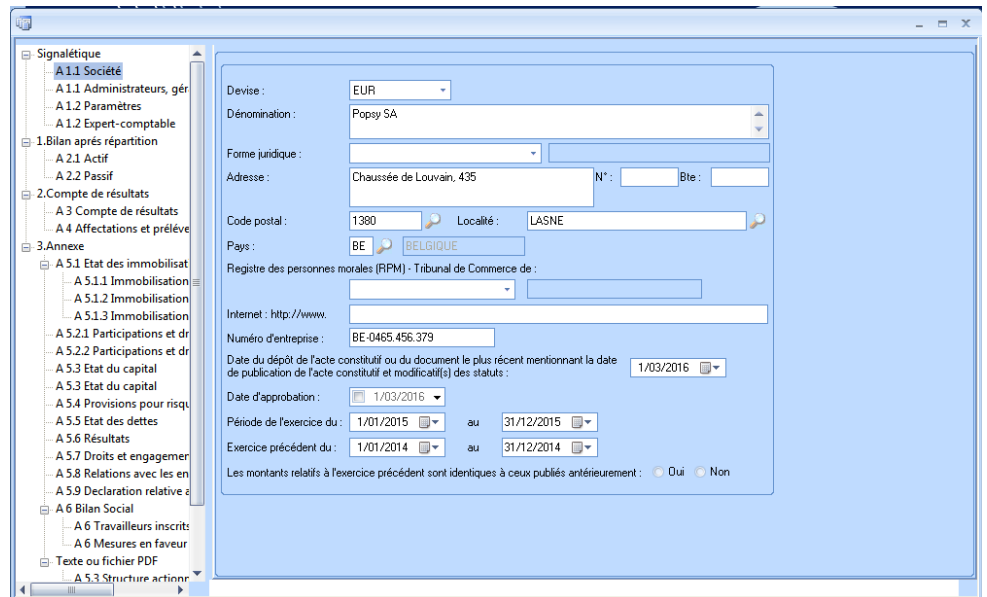 Signalétique
A 1.1 Société
A 1.1 Administrateurs, gér
A 1.2 Paramètres
A 1.2 Expert-comptable
1.Bilan aprés répartition
A 2.1 Actif
A 2.2 Passif
2.Compte de résultats
A 3 Compte de résultats
A 4 Affectations et préléve
3.Annexe
A 5.1 Etat des immobilisat
A 5.1.1 Immobilisation
A 5.1.2 Immobilisation
A 5.1.3 Immobilisation
A 5.2.1 Participations et dr
A 5.2.2 Participations et dr
A 5.3 Etat du capital
A 5.3 Etat du capital
A 5.4 Provisions pour risqu
A 5.5 Etat des dettes
A 5.6 Résultats
A 5.7 Droits et engagemer
A 5.8 Relations avec les en
A 5.9 Declaration relative a
A 6 Bilan Social
A 6 Travailleurs inscrits
A 6 Mesures en faveur
Texte ou fichier PDF
A 5.3 Structure actionr
Devise : EUR
Dénomination : Popsy SA
Forme juridique :
Adresse : Chaussée de Louvain, 435 N° : Bte :
Code postal : 1380 Localité : LASNE
Pays : BE BELGIQUE
Registre des personnes morales (RPM) - Tribunal de Commerce de :
Internet : http://www.
Numéro d'entreprise : BE-0465.456.379
Date du dépôt de l'acte constitutif ou du document le plus récent mentionnant la date
de publication de l'acte constitutif et modificatif(s) des statuts : 1/03/2016
Date d'approbation : 1/03/2016
Période de l'exercice du : 1/01/2015 au 31/12/2015
Exercice précédent du : 1/01/2014 au 31/12/2014
Les montants relatifs à l'exercice précédent sont identiques à ceux publiés antérieurement : Oui Non